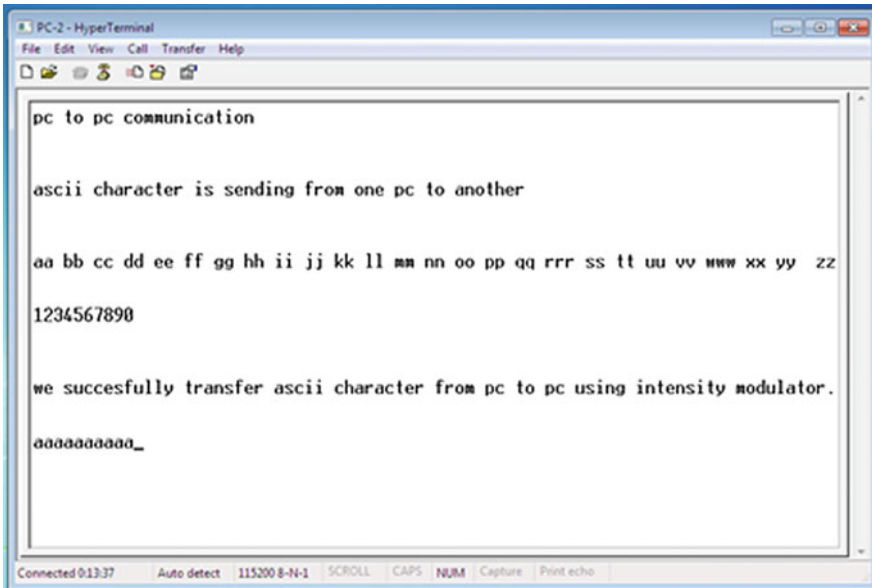 PC-2 - HyperTerminal
File Edit View Call Transfer Help
pc to pc communication
ascii character is sending from one pc to another
aa bb cc dd ee ff gg hh ii jj kk ll mm nn oo pp qq rrr ss tt uu vv www xx yy zz
1234567890
we succesfully transfer ascii character from pc to pc using intensity modulator.
aaaaaaaaaa_
Connected 0:13:37 Auto detect 115200 8-N-1 SCROLL CAPS NUM Capture Print echo